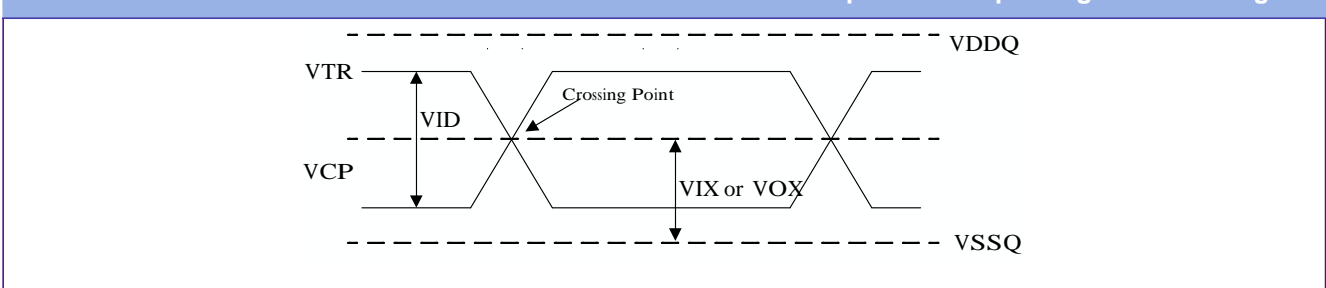 VDDQ
VTR
Crossing Point
VID
VCP
VIX or VOX
VSSQ